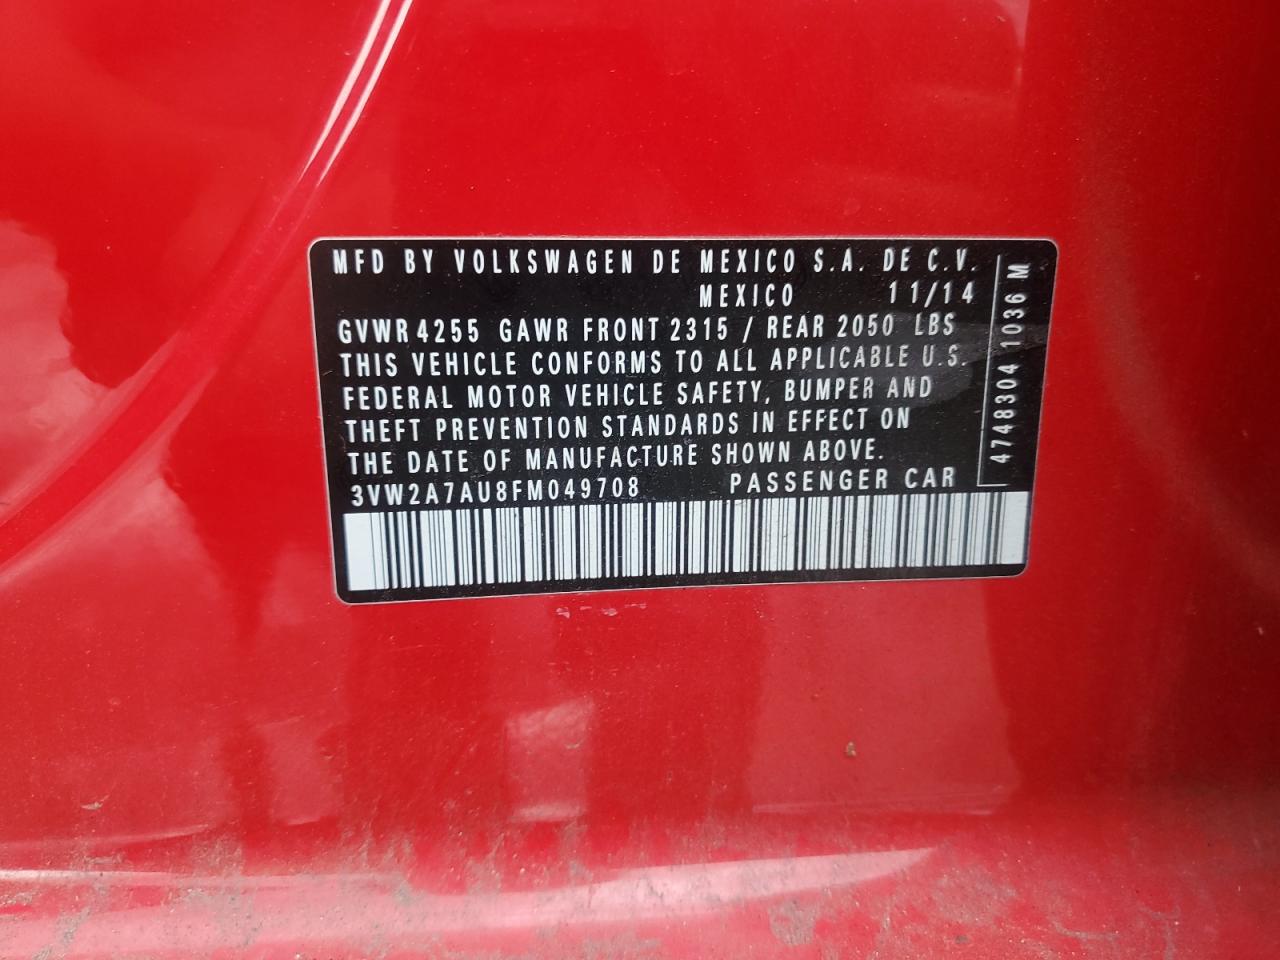 MFD BY VOLKSWAGEN DE MEXICO S.A. DE C.V.
MEXICO 11/14
GVWR 4255 GAWR FRONT 2315 / REAR 2050 LBS
THIS VEHICLE CONFORMS TO ALL APPLICABLE U.S.
FEDERAL MOTOR VEHICLE SAFETY, BUMPER AND
THEFT PREVENTION STANDARDS IN EFFECT ON
THE DATE OF MANUFACTURE SHOWN ABOVE.
3VW2A7AU8FM049708 PASSENGER CAR
4748304 1036 M